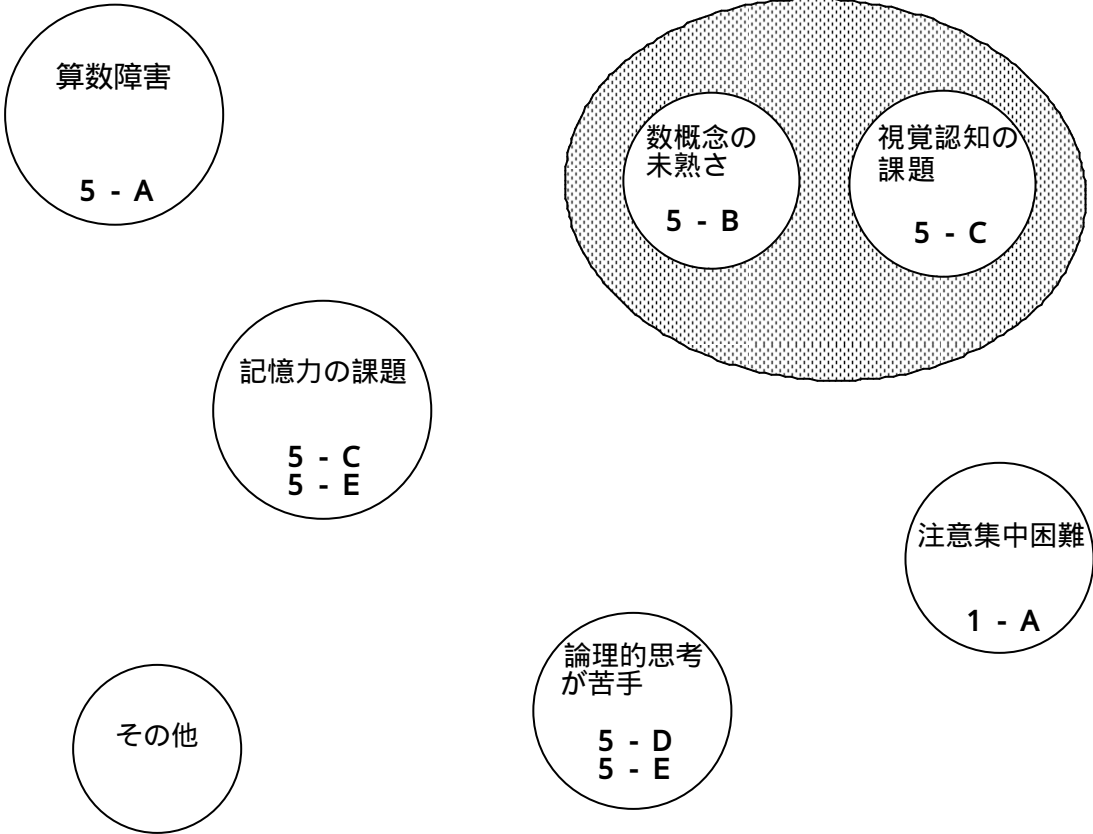 算数障害
5 - A
数概念の
未熟さ
5 - B
視覚認知の
課題
5 - C
記憶力の課題
5 - C
5 - E
注意集中困難
1 - A
論理的思考
が苦手
5 - D
5 - E
その他